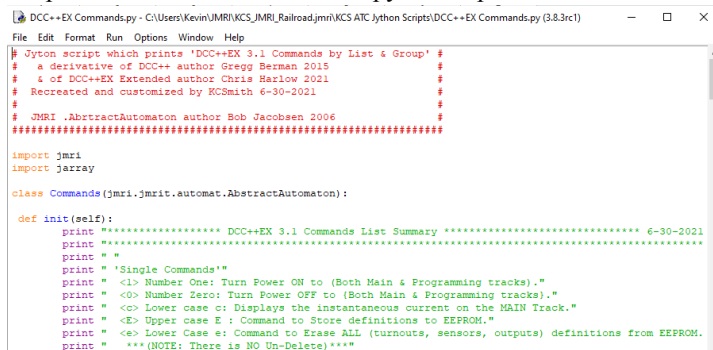 DCC++EX Commands.py - C:\Users\Kevin\JMRI\KCS_JMRI_Railroad.jmri\KCS ATC Jython Scripts\DCC++EX Commands.py (3.8.3rc1)
File Edit Format Run Options Window Help
# Jyton script which prints 'DCC++EX 3.1 Commands by List & Group' #
#   a derivative of DCC++ author Gregg Berman 2015 #
#   & of DCC++EX Extended author Chris Harlow 2021 #
#  Recreated and customized by KCSmith 6-30-2021 #
# #
#  JMRI .AbrtractAutomaton author Bob Jacobsen 2006 #
####################################################################
import jmri
import jarray
class Commands(jmri.jmrit.automat.AbstractAutomaton):
def init(self):
print "****************** DCC++EX 3.1 Commands List Summary ******************************* 6-30-2021
print "**********************************************************************************************
print " "
print " 'Single Commands'"
print "  <1> Number One: Turn Power ON to (Both Main & Programming tracks)."
print "  <0> Number Zero: Turn Power OFF to (Both Main & Programming tracks)."
print "  <c> Lower case c: Displays the instantaneous current on the MAIN Track."
print "  <E> Upper case E : Command to Store definitions to EEPROM."
print "  <e> Lower Case e: Command to Erase ALL (turnouts, sensors, outputs) definitions from EEPROM.
print "  ***(NOTE: There is NO Un-Delete)***"